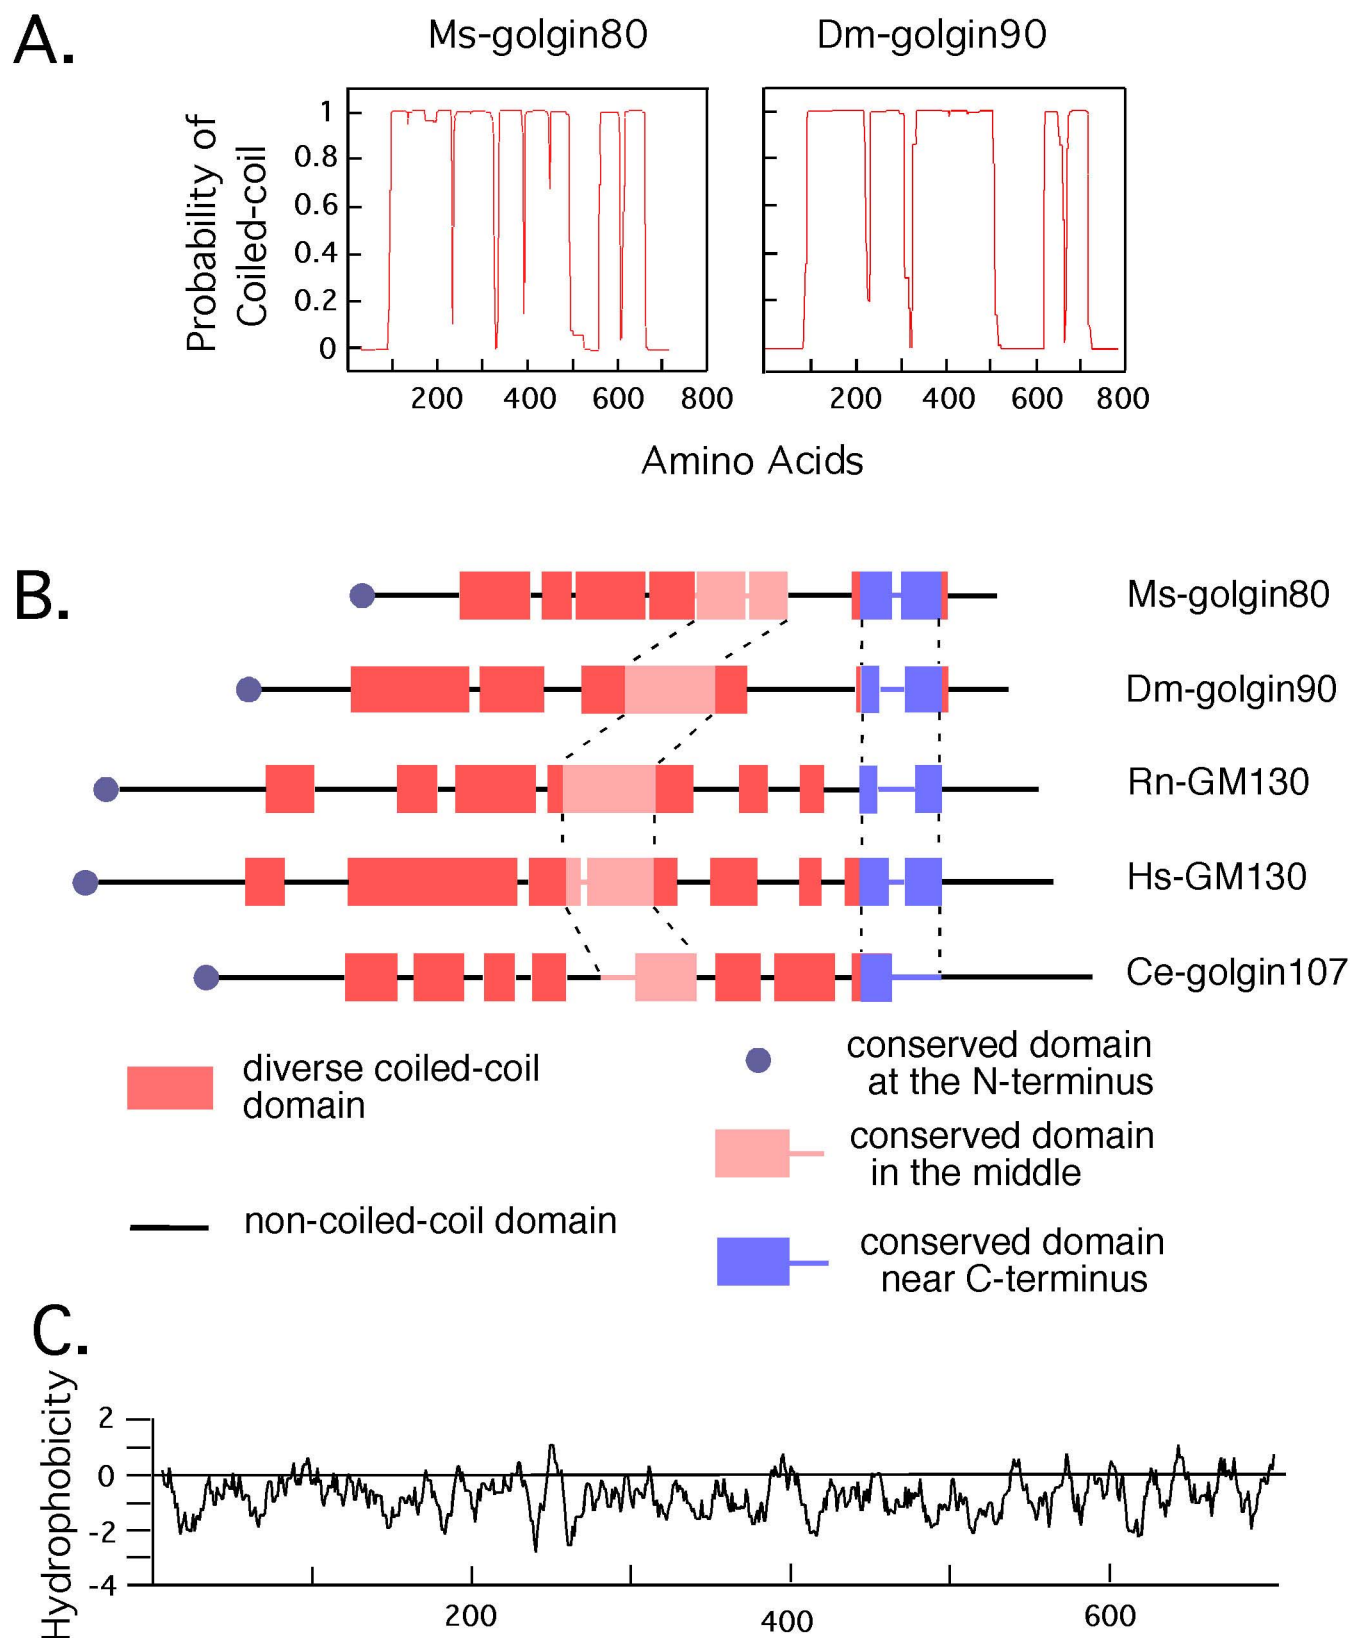 A.
Ms-golgin80
Dm-golgin90
Probability of
Coiled-coil
1
0.8
0.6
0.4
0.2
0
200 400 600 800
200 400 600 800
Amino Acids
B.
Ms-golgin80
Dm-golgin90
Rn-GM130
Hs-GM130
Ce-golgin107
diverse coiled-coil
domain
non-coiled-coil domain
conserved domain
at the N-terminus
conserved domain
in the middle
conserved domain
near C-terminus
C.
Hydrophobicity
2
0
-2
-4
200 400 600